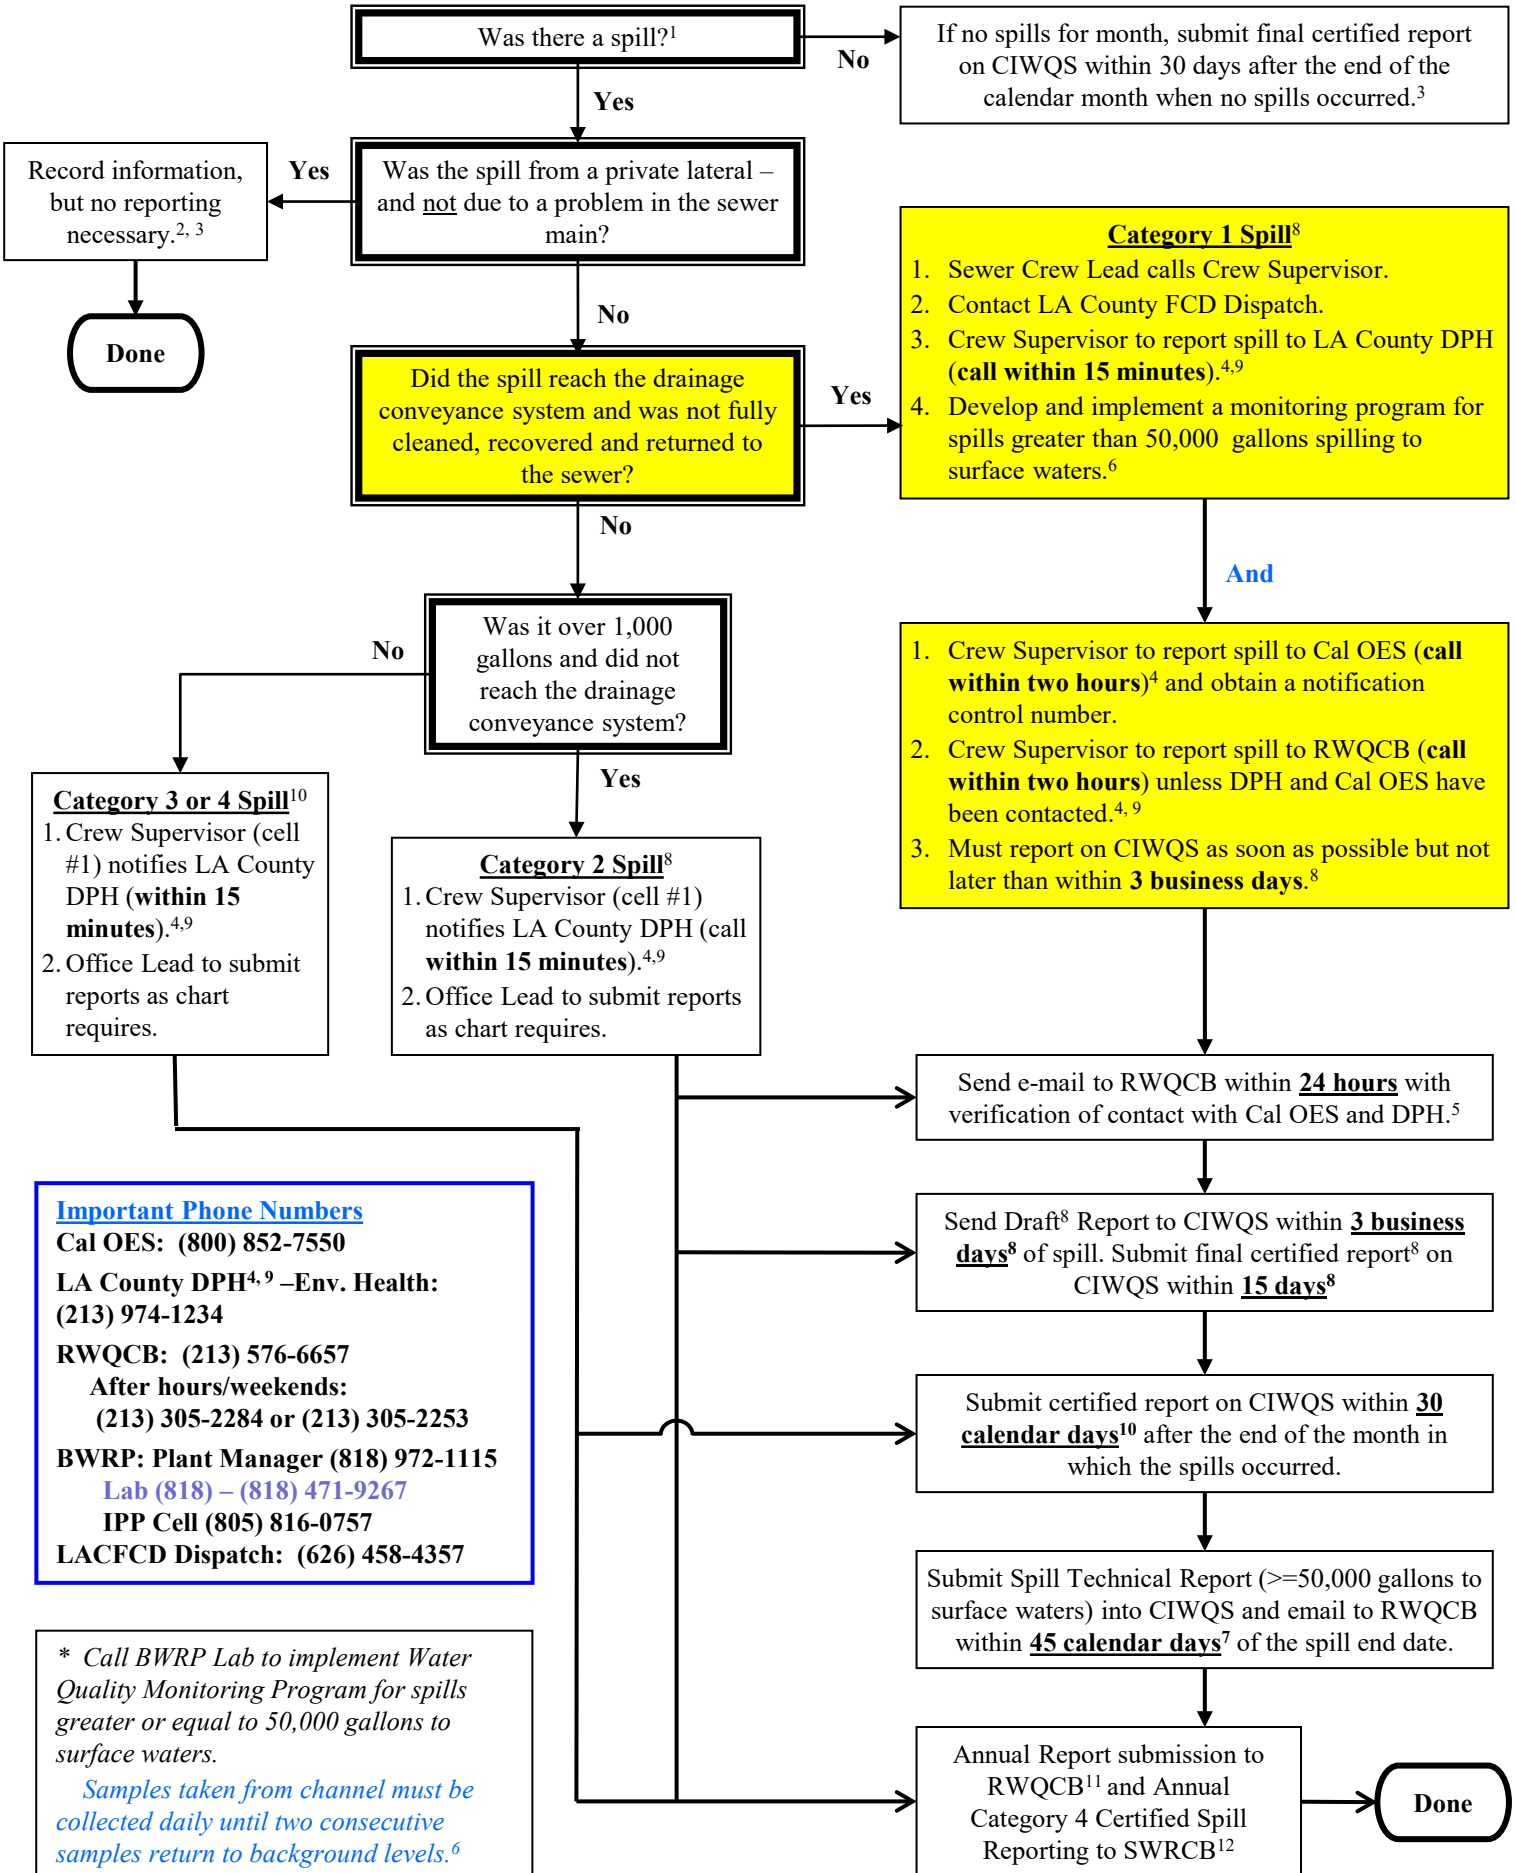 Was there a spill?1
No
If no spills for month, submit final certified report
on CIWQS within 30 days after the end of the
calendar month when no spills occurred.3
Yes
Was the spill from a private lateral –
and not due to a problem in the sewer
main?
Yes
Record information,
but no reporting
necessary.2, 3
Done
No
Did the spill reach the drainage
conveyance system and was not fully
cleaned, recovered and returned to
the sewer?
Yes
Category 1 Spill8
1. Sewer Crew Lead calls Crew Supervisor.
2. Contact LA County FCD Dispatch.
3. Crew Supervisor to report spill to LA County DPH
(call within 15 minutes).4,9
4. Develop and implement a monitoring program for
spills greater than 50,000 gallons spilling to
surface waters.6
And
1. Crew Supervisor to report spill to Cal OES (call
within two hours)4 and obtain a notification
control number.
2. Crew Supervisor to report spill to RWQCB (call
within two hours) unless DPH and Cal OES have
been contacted.4, 9
3. Must report on CIWQS as soon as possible but not
later than within 3 business days.8
No
Was it over 1,000
gallons and did not
reach the drainage
conveyance system?
No
Yes
Category 3 or 4 Spill10
1. Crew Supervisor (cell
#1) notifies LA County
DPH (within 15
minutes).4,9
2. Office Lead to submit
reports as chart
requires.
Category 2 Spill8
1. Crew Supervisor (cell #1)
notifies LA County DPH (call
within 15 minutes).4,9
2. Office Lead to submit reports
as chart requires.
Send e-mail to RWQCB within 24 hours with
verification of contact with Cal OES and DPH.5
Send Draft8 Report to CIWQS within 3 business
days8 of spill. Submit final certified report8 on
CIWQS within 15 days8
Submit certified report on CIWQS within 30
calendar days10 after the end of the month in
which the spills occurred.
Submit Spill Technical Report (>=50,000 gallons to
surface waters) into CIWQS and email to RWQCB
within 45 calendar days7 of the spill end date.
Annual Report submission to
RWQCB11 and Annual
Category 4 Certified Spill
Reporting to SWRCB12
Done
Important Phone Numbers
Cal OES: (800) 852-7550
LA County DPH4, 9 –Env. Health:
(213) 974-1234
RWQCB: (213) 576-6657
After hours/weekends:
(213) 305-2284 or (213) 305-2253
BWRP: Plant Manager (818) 972-1115
Lab (818) – (818) 471-9267
IPP Cell (805) 816-0757
LACFCD Dispatch: (626) 458-4357
* Call BWRP Lab to implement Water
Quality Monitoring Program for spills
greater or equal to 50,000 gallons to
surface waters.
Samples taken from channel must be
collected daily until two consecutive
samples return to background levels.6